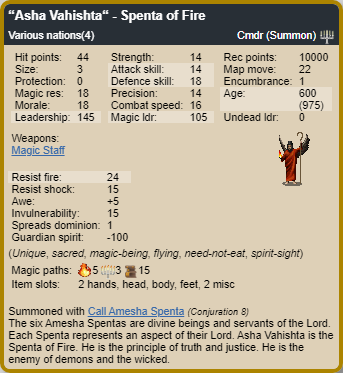 “Asha Vahishta“ - Spenta of Fire
Various nations(4) Cmdr (Summon)
Hit points: 44 Strength: 14 Rec points: 10000
Size: 3 Attack skill: 14 Map move: 22
Protection: 0 Defence skill: 18 Encumbrance: 1
Magic res: 18 Precision: 14 Age: 600
Morale: 18 Combat speed: 16 (975)
Leadership: 145 Magic ldr: 105 Undead ldr: 0
Weapons:
Magic Staff
Resist fire: 24
Resist shock: 15
Awe: +5
Invulnerability: 15
Spreads dominion: 1
Guardian spirit: -100
(Unique, sacred, magic-being, flying, need-not-eat, spirit-sight)
Magic paths: 5 3 15
Item slots: 2 hands, head, body, feet, 2 misc
Summoned with Call Amesha Spenta (Conjuration 8)
The six Amesha Spentas are divine beings and servants of the Lord.
Each Spenta represents an aspect of their Lord. Asha Vahishta is the
Spenta of Fire. He is the principle of truth and justice. He is the
enemy of demons and the wicked.